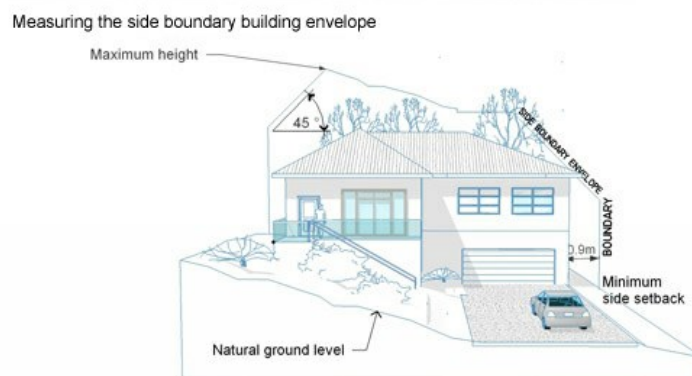 Measuring the side boundary building envelope
Maximum height
45 °
SIDE BOUNDARY ENVELOPE
BOUNDARY
0.9m
Minimum
side setback
Natural ground level